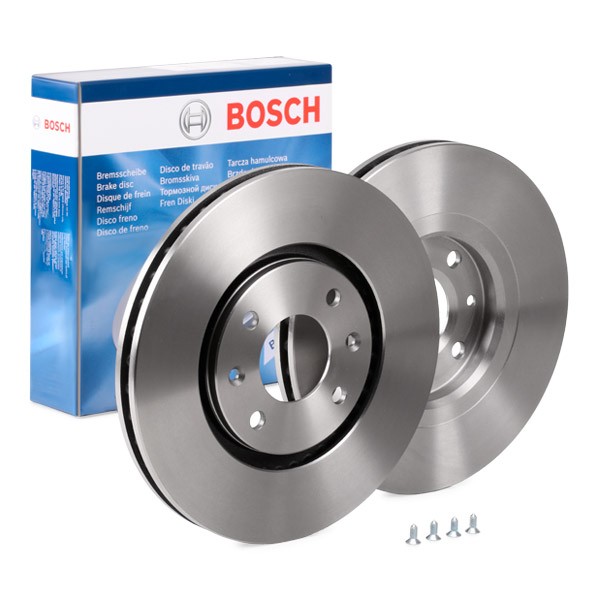 BOSCH
BOSCH
Bremsscheibe
Brake disc
Disque de frein
Remschijf
Disco freno
Disco de freno
Disco de travão
Bromsskiva
Тормозной диск
Fren Diski
Tarcza hamulcowa